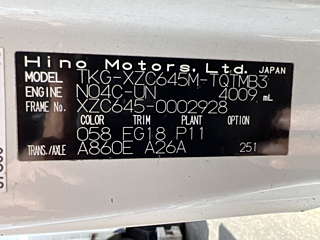 Hino Motors, Ltd. JAPAN
MODEL TKG-XZC645M-TQTMB3
ENGINE N04C-UN 4009 mL
FRAME No. XZC645-0002928
COLOR TRIM PLANT OPTION
058 FG18 P11
TRANS./AXLE A860E A26A 251